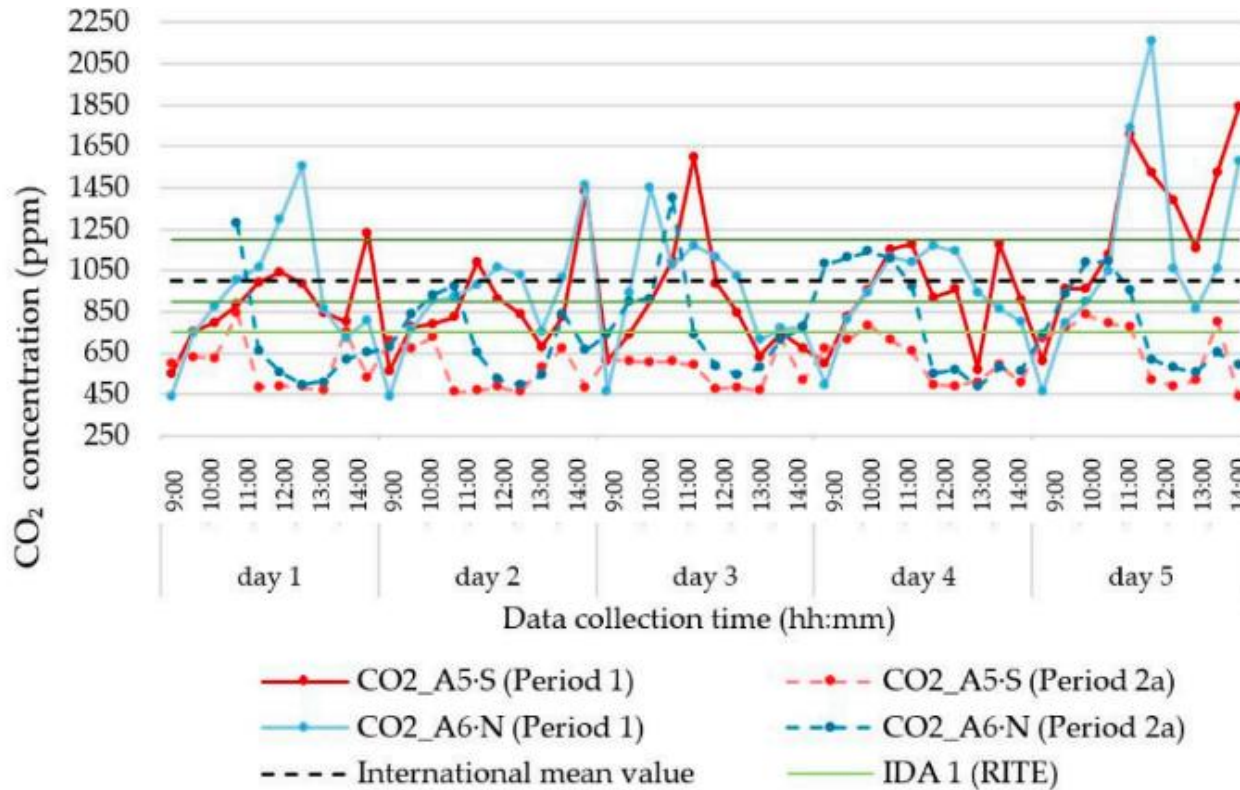 CO₂ concentration (ppm)
2250
2050
1850
1650
1450
1250
1050
850
650
450
250
9:00 10:00 11:00 12:00 13:00 14:00 9:00 10:00 11:00 12:00 13:00 14:00 9:00 10:00 11:00 12:00 13:00 14:00 9:00 10:00 11:00 12:00 13:00 14:00 9:00 10:00 11:00 12:00 13:00 14:00
day 1 day 2 day 3 day 4 day 5
Data collection time (hh:mm)
CO2_A5·S (Period 1) CO2_A5·S (Period 2a)
CO2_A6·N (Period 1) CO2_A6·N (Period 2a)
International mean value IDA 1 (RITE)